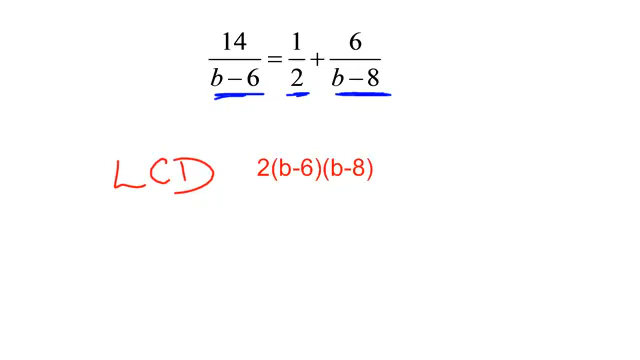 14/(b−6) = 1/2 + 6/(b−8)
LCD 2(b-6)(b-8)